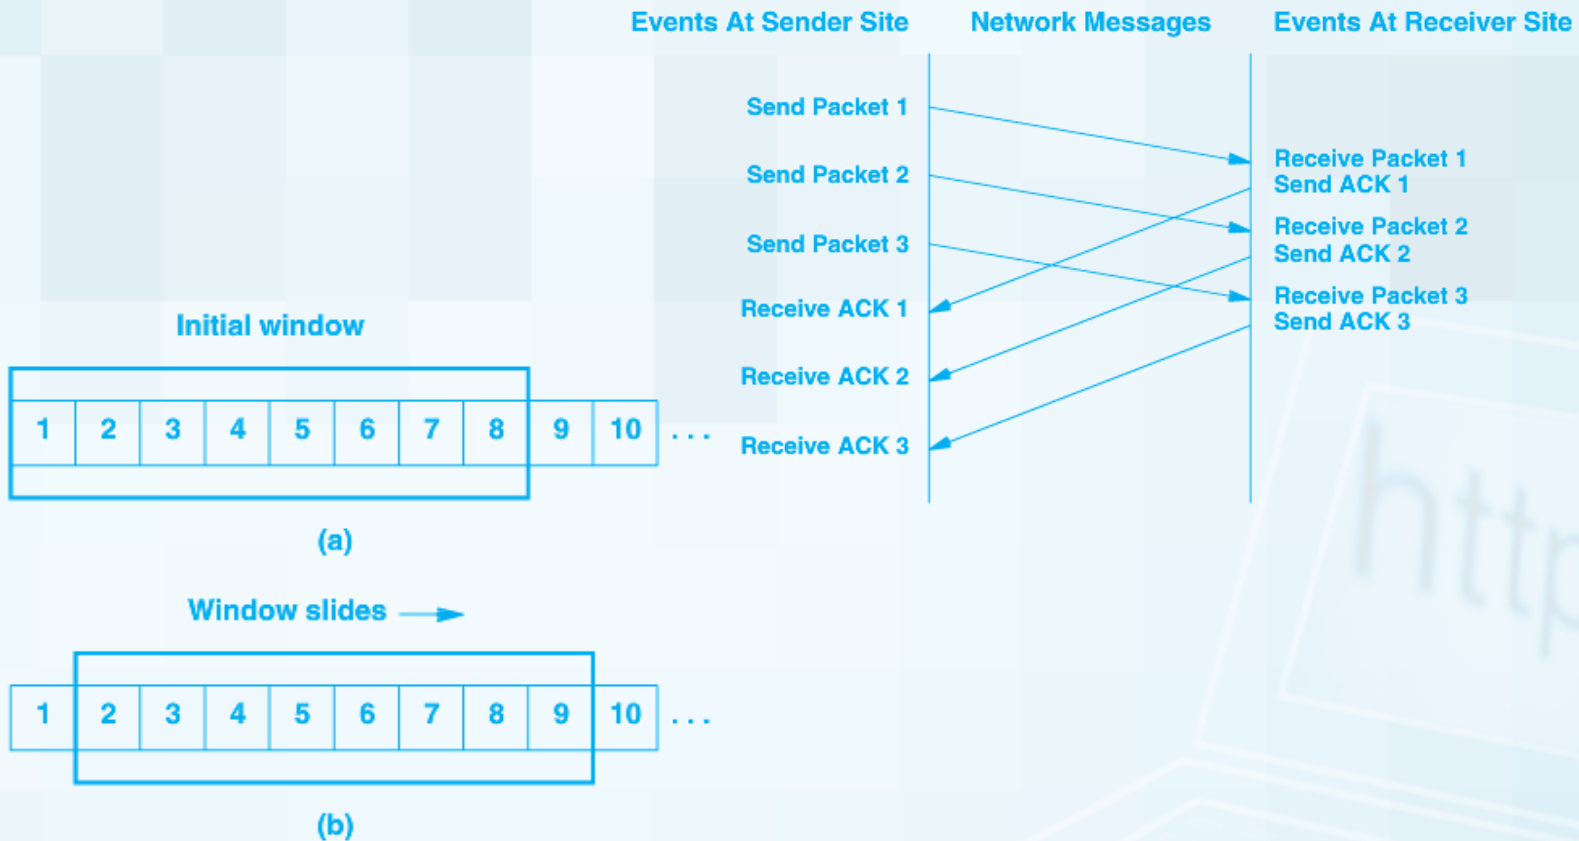 Events At Sender Site
Network Messages
Events At Receiver Site
Send Packet 1
Receive Packet 1
Send Packet 2
Send ACK 1
Receive Packet 2
Send Packet 3
Send ACK 2
Receive Packet 3
Receive ACK 1
Send ACK 3
Receive ACK 2
Receive ACK 3
Initial window
1 2 3 4 5 6 7 8 9 10 ...
(a)
Window slides
1 2 3 4 5 6 7 8 9 10 ...
(b)
http